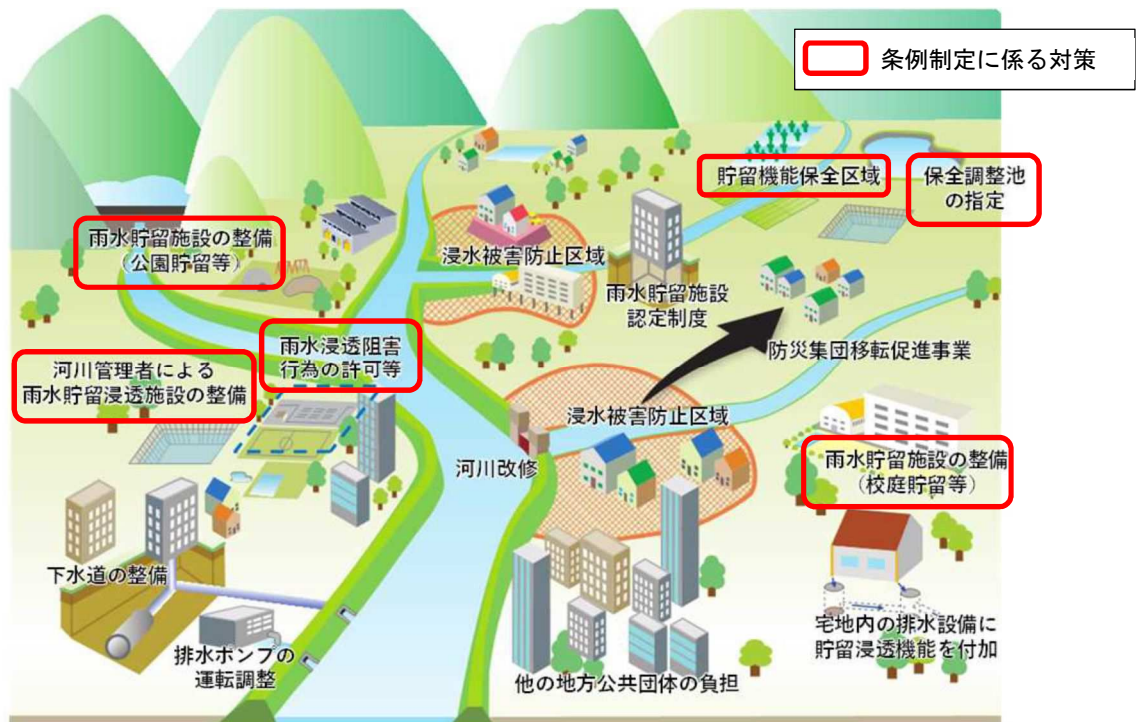 条例制定に係る対策
貯留機能保全区域
保全調整池
の指定
雨水貯留施設の整備
（公園貯留等）
浸水被害防止区域
雨水貯留施設
認定制度
雨水浸透阻害
行為の許可等
防災集団移転促進事業
河川管理者による
雨水貯留浸透施設の整備
浸水被害防止区域
河川改修
雨水貯留施設の整備
（校庭貯留等）
下水道の整備
宅地内の排水設備に
貯留浸透機能を付加
排水ポンプの
運転調整
他の地方公共団体の負担